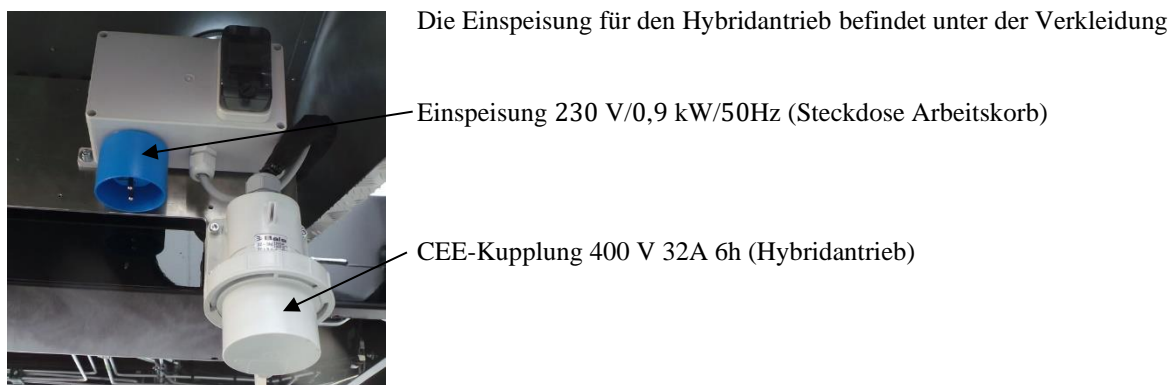 Die Einspeisung für den Hybridantrieb befindet unter der Verkleidung
Einspeisung 230 V/0,9 kW/50Hz (Steckdose Arbeitskorb)
CEE-Kupplung 400 V 32A 6h (Hybridantrieb)
Bals